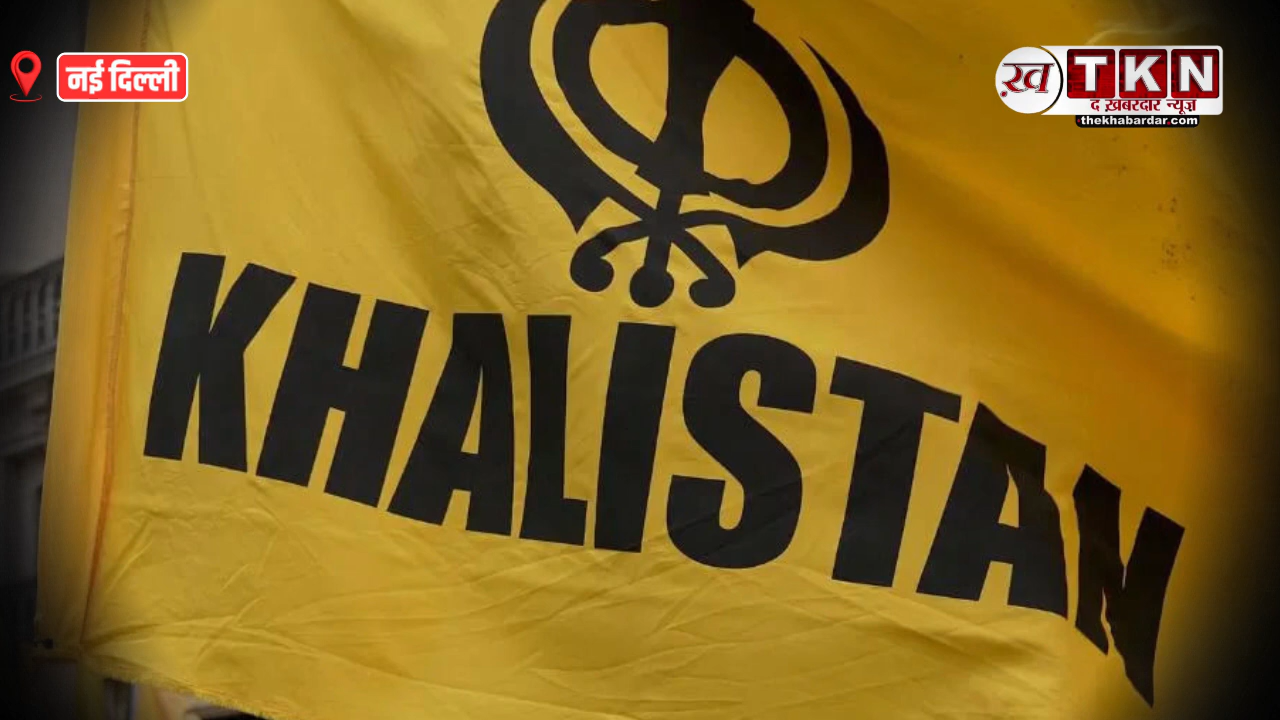 नई दिल्ली
ख़
TKN
द ख़बरदार न्यूज़
thekhabardar.com
KHALISTAN